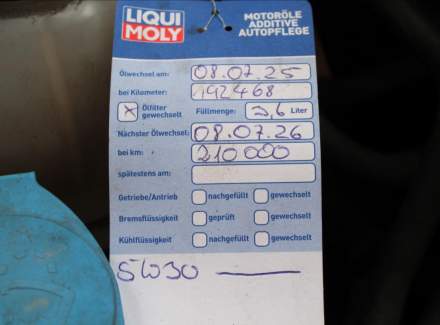 LIQUI MOLY
MOTORÖLE
ADDITIVE
AUTOPFLEGE
Ölwechsel am: 08.07.25
bei Kilometer: 192468
x Ölfilter gewechselt Füllmenge: 3,6 Liter
Nächster Ölwechsel: 08.07.26
bei km: 210000
spätestens am:
Getriebe/Antrieb nachgefüllt gewechselt
Bremsflüssigkeit geprüft gewechselt
Kühlflüssigkeit nachgefüllt gewechselt
5W30